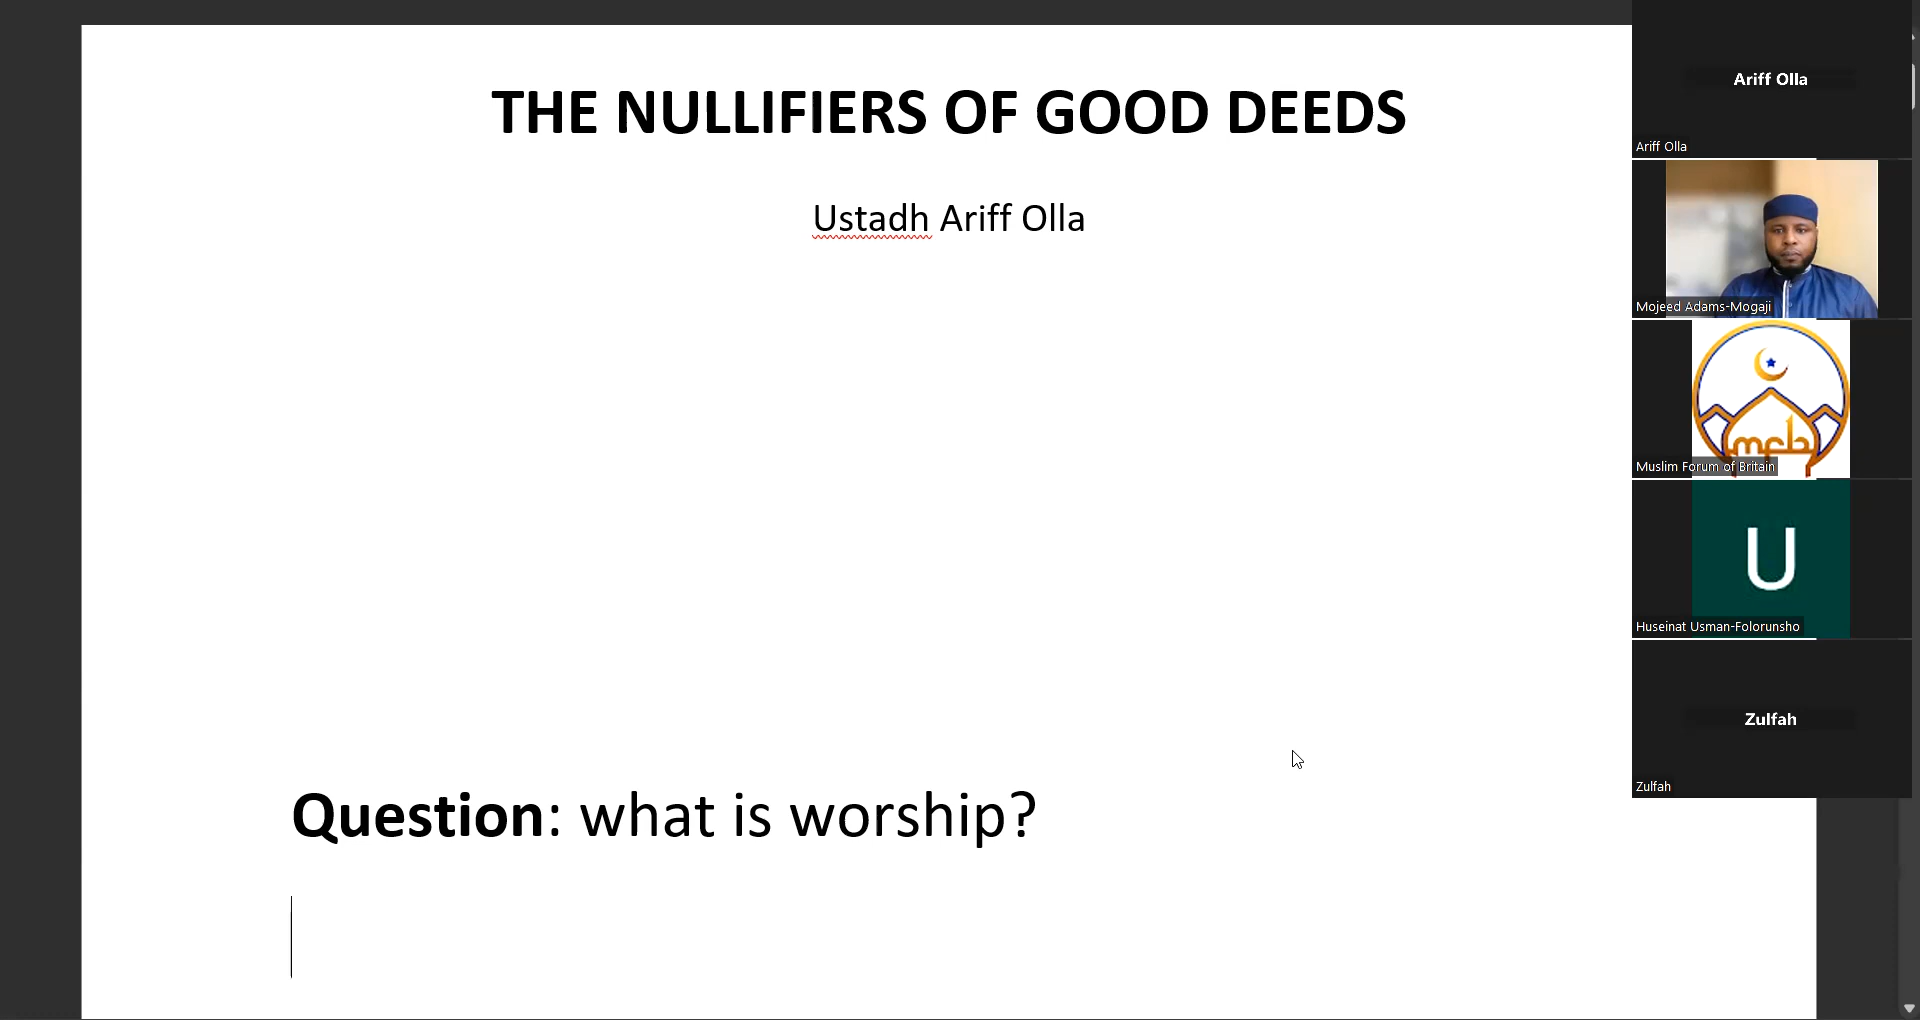 THE NULLIFIERS OF GOOD DEEDS
Ustadh Ariff Olla
Question: what is worship?
Ariff Olla
Ariff Olla
Mojeed Adams-Mogaji
mclb
Muslim Forum of Britain
U
Huseinat Usman-Folorunsho
Zulfah
Zulfah